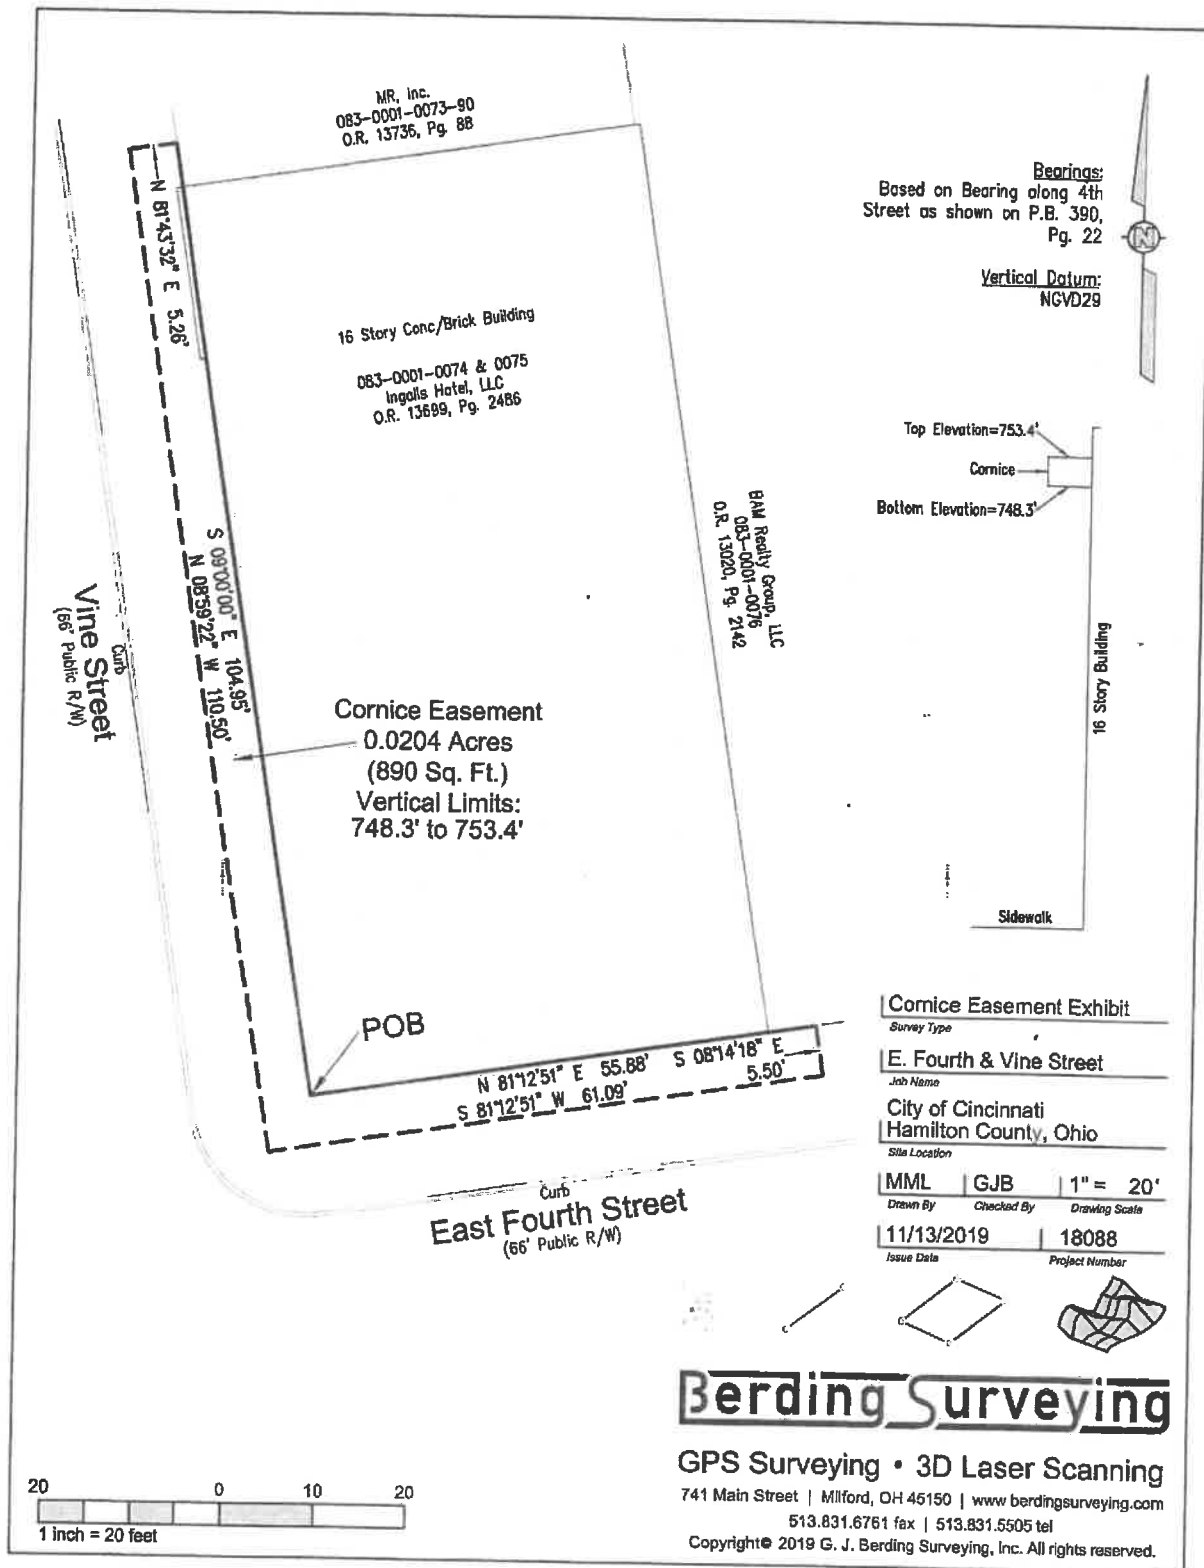 MR, Inc.
083-0001-0073-90
O.R. 13736, Pg. 88
Bearings:
Based on Bearing along 4th
Street as shown on P.B. 390,
Pg. 22
N
Vertical Datum:
NGVD29
N 81°43'32" E 5.26'
16 Story Conc/Brick Building
083-0001-0074 & 0075
Ingalls Hotel, LLC
O.R. 13699, Pg. 2486
Top Elevation=753.4'
Cornice
Bottom Elevation=748.3'
16 Story Building
Sidewalk
BAM Realty Group, LLC
083-0001-0076
O.R. 13020, Pg. 2142
S 09°00'00" E 104.95'
N 08°59'22" W 110.50'
Vine Street
(66' Public R/W)
Curb
Cornice Easement
0.0204 Acres
(890 Sq. Ft.)
Vertical Limits:
748.3' to 753.4'
POB
N 81°12'51" E 55.88'
S 08°14'18" E
5.50'
S 81°12'51" W 61.09'
Curb
East Fourth Street
(66' Public R/W)
Cornice Easement Exhibit
Survey Type
E. Fourth & Vine Street
Job Name
City of Cincinnati
Hamilton County, Ohio
Site Location
MML GJB 1" = 20'
Drawn By Checked By Drawing Scale
11/13/2019 18088
Issue Date Project Number
Berding Surveying
GPS Surveying • 3D Laser Scanning
741 Main Street | Milford, OH 45150 | www.berdingsurveying.com
513.831.6761 fax | 513.831.5505 tel
Copyright© 2019 G. J. Berding Surveying, Inc. All rights reserved.
20 0 10 20
1 inch = 20 feet